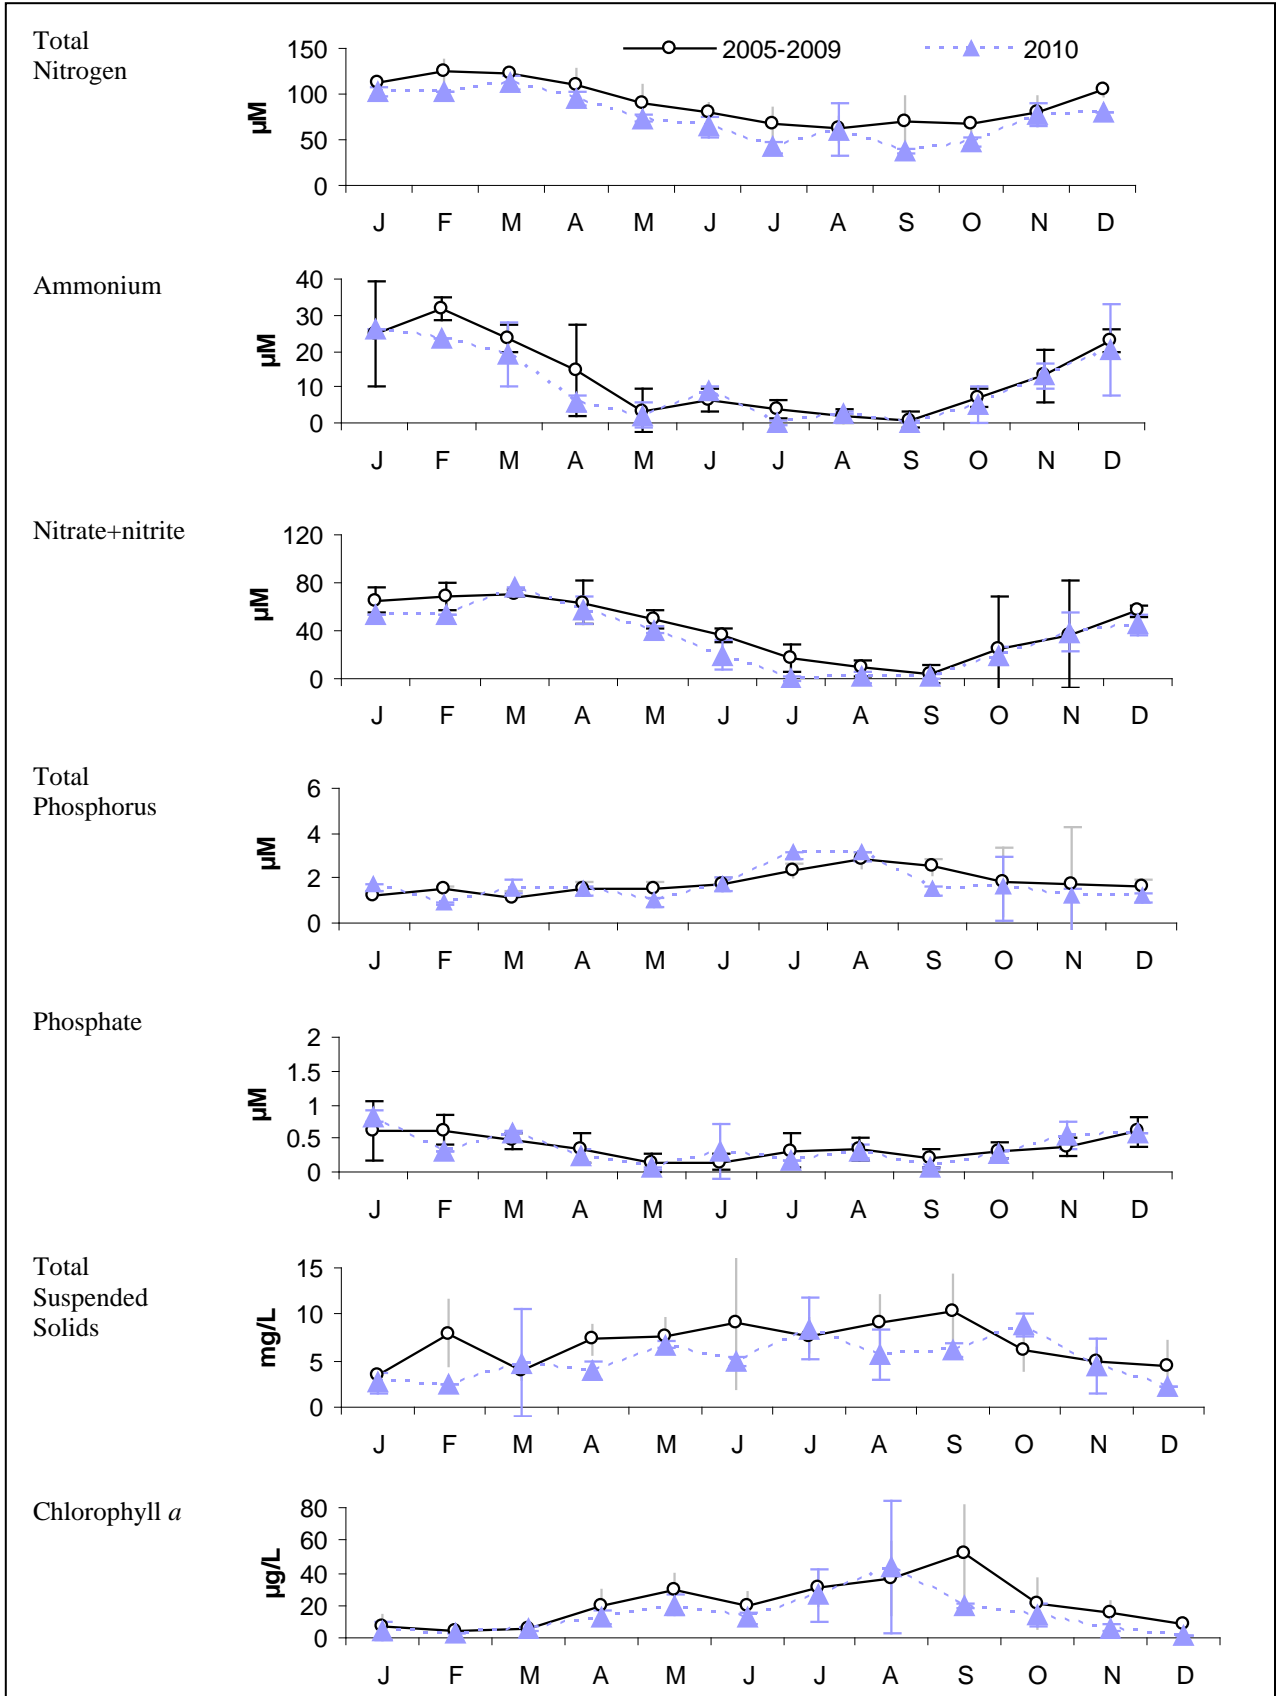 Total
Nitrogen
µM
150
100
50
0
2005-2009
2010
J F M A M J J A S O N D
Ammonium
µM
40
30
20
10
0
J F M A M J J A S O N D
Nitrate+nitrite
µM
120
80
40
0
J F M A M J J A S O N D
Total
Phosphorus
µM
6
4
2
0
J F M A M J J A S O N D
Phosphate
µM
2
1.5
1
0.5
0
J F M A M J J A S O N D
Total
Suspended
Solids
mg/L
15
10
5
0
J F M A M J J A S O N D
Chlorophyll a
µg/L
80
60
40
20
0
J F M A M J J A S O N D